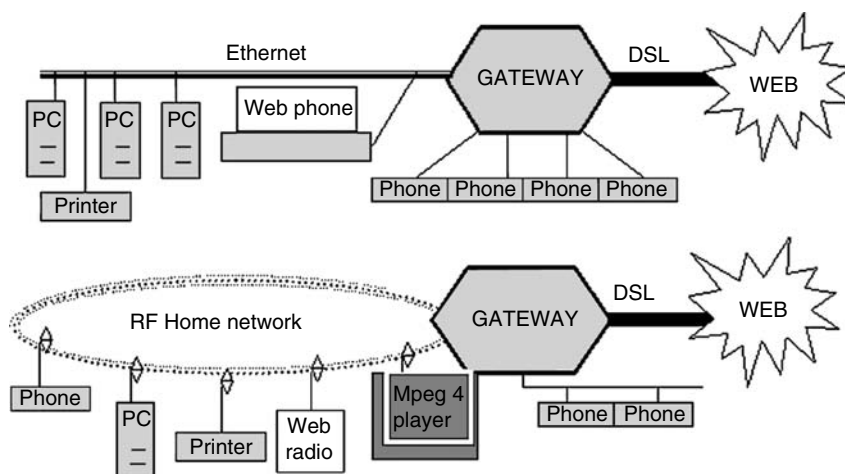 Ethernet
GATEWAY
DSL
WEB
PC
PC
PC
Web phone
Printer
Phone Phone Phone Phone
RF Home network
GATEWAY
DSL
WEB
Phone
PC
Printer
Web
radio
Mpeg 4
player
Phone Phone